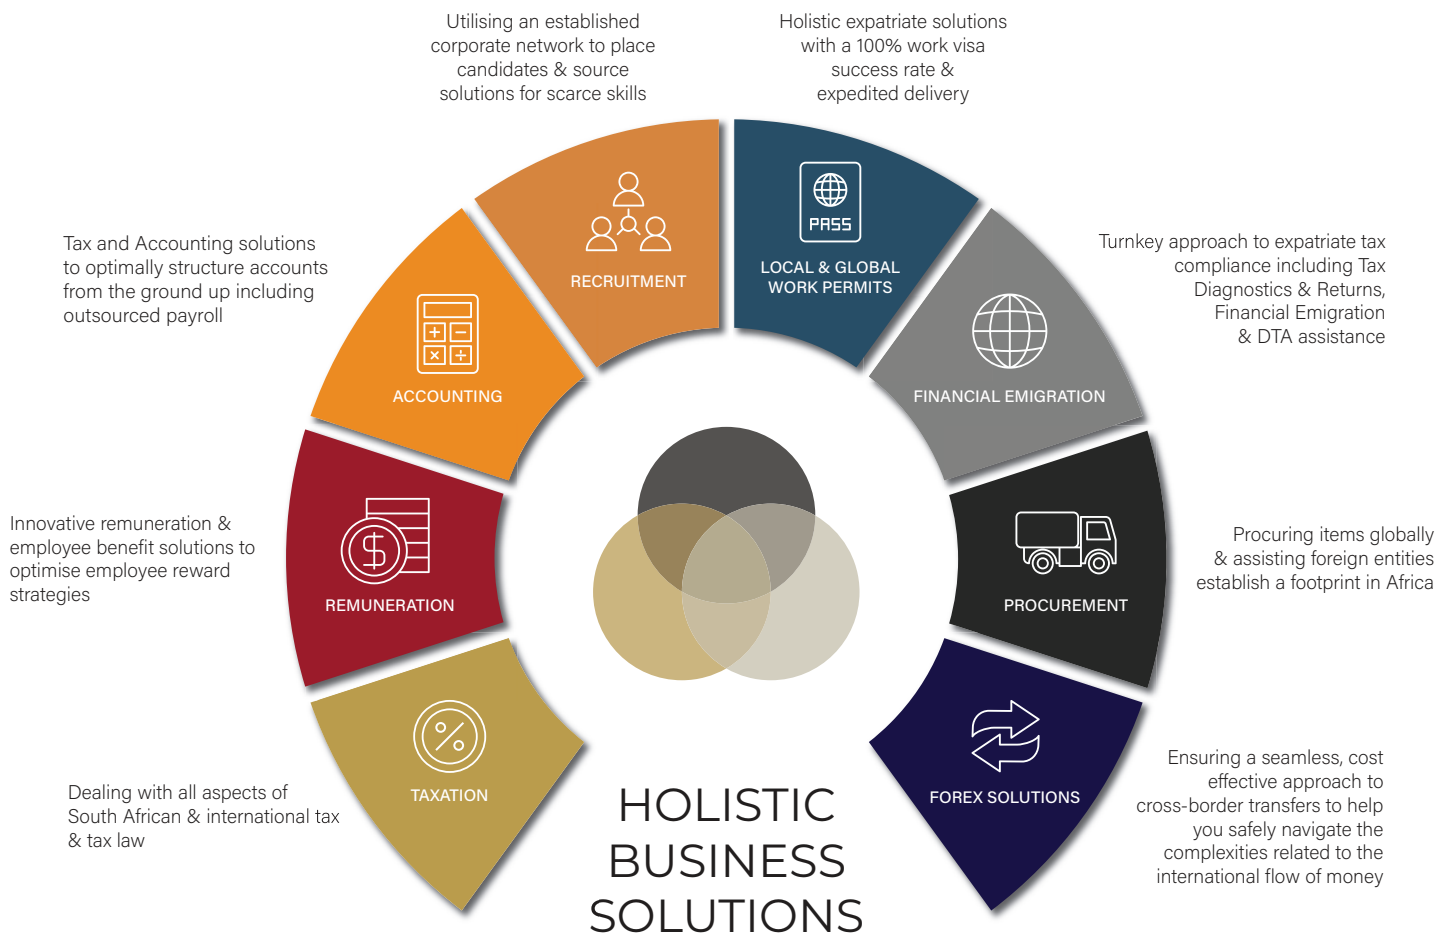 Utilising an established
corporate network to place
candidates & source
solutions for scarce skills
Holistic expatriate solutions
with a 100% work visa
success rate &
expedited delivery
Tax and Accounting solutions
to optimally structure accounts
from the ground up including
outsourced payroll
Turnkey approach to expatriate tax
compliance including Tax
Diagnostics & Returns,
Financial Emigration
& DTA assistance
RECRUITMENT
PASS
LOCAL & GLOBAL
WORK PERMITS
ACCOUNTING
FINANCIAL EMIGRATION
Innovative remuneration &
employee benefit solutions to
optimise employee reward
strategies
$
REMUNERATION
PROCUREMENT
Procuring items globally
& assisting foreign entities
establish a footprint in Africa
%
TAXATION
FOREX SOLUTIONS
Dealing with all aspects of
South African & international tax
& tax law
HOLISTIC
BUSINESS
SOLUTIONS
Ensuring a seamless, cost
effective approach to
cross-border transfers to help
you safely navigate the
complexities related to the
international flow of money